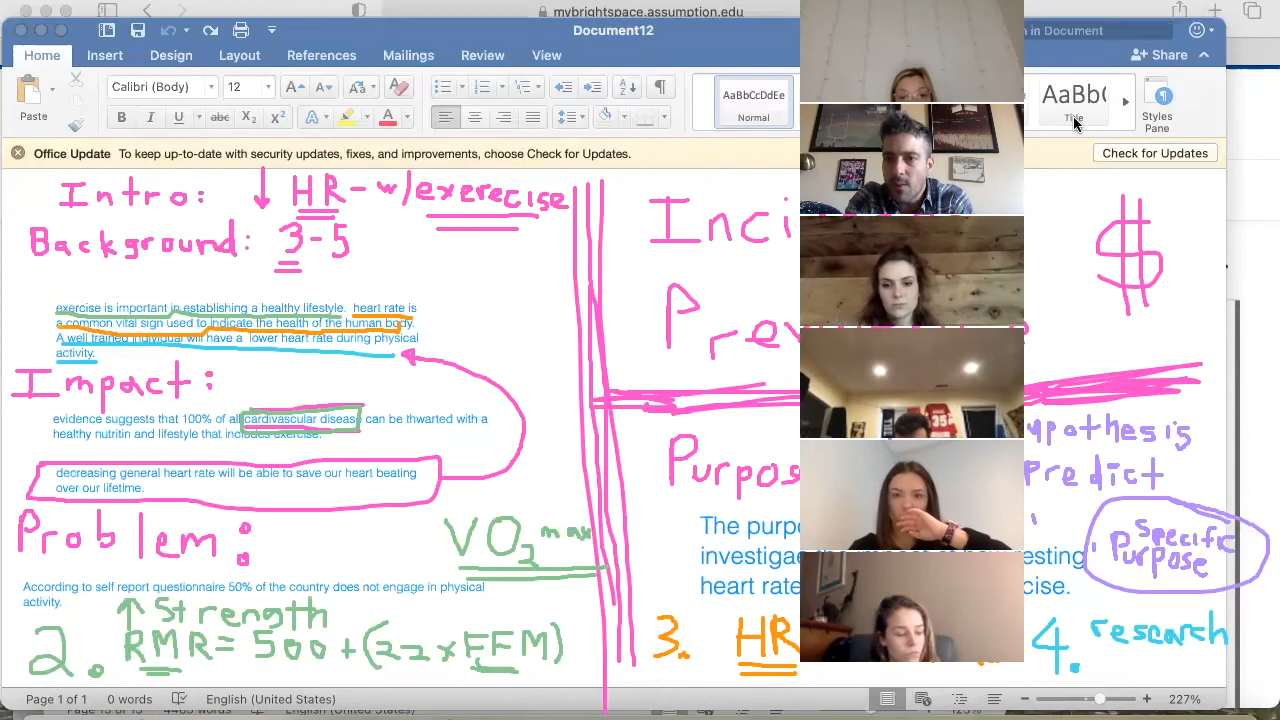 mybrightspace.assumption.edu
Document12
in Document
Home Insert Design Layout References Mailings Review View
Share
Calibri (Body) 12
Paste
AaBbCcDdEe
Normal
AaBb
Title
Styles
Pane
Office Update To keep up-to-date with security updates, fixes, and improvements, choose Check for Updates.
Check for Updates
Intro: ↓ HR - w/ exerecise
Background: 3-5
exercise is important in establishing a healthy lifestyle. heart rate is
a common vital sign used to indicate the health of the human body.
A well trained individual will have a lower heart rate during physical
activity.
Impact:
evidence suggests that 100% of all cardivascular disease can be thwarted with a
healthy nutritin and lifestyle that includes exercise.
decreasing general heart rate will be able to save our heart beating
over our lifetime.
Problem:
VO2 max
According to self report questionnaire 50% of the country does not engage in physical
activity.
↑ Strength
2. RMR = 500 + (22 x FFM)
Inci
Prev
$
Purpos
The purpo
investigae
heart rate
esting
cise.
ypothesis
predict
specific
purpose
3. HR
4. research
Page 1 of 1 0 words English (United States)
227%